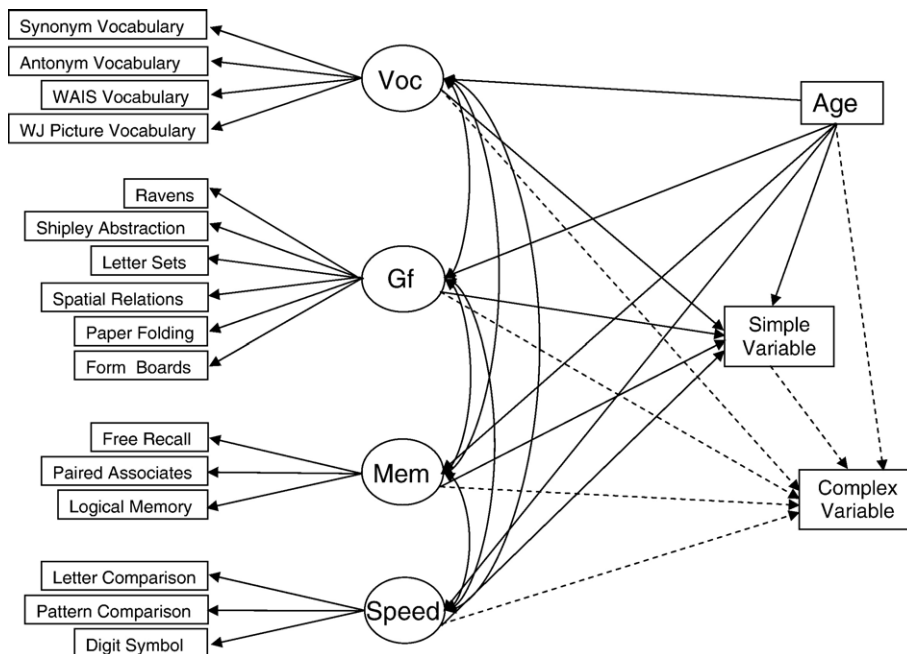 Synonym Vocabulary
Antonym Vocabulary
WAIS Vocabulary
WJ Picture Vocabulary
Voc
Age
Ravens
Shipley Abstraction
Letter Sets
Spatial Relations
Paper Folding
Form Boards
Gf
Simple
Variable
Free Recall
Paired Associates
Logical Memory
Mem
Complex
Variable
Letter Comparison
Pattern Comparison
Digit Symbol
Speed